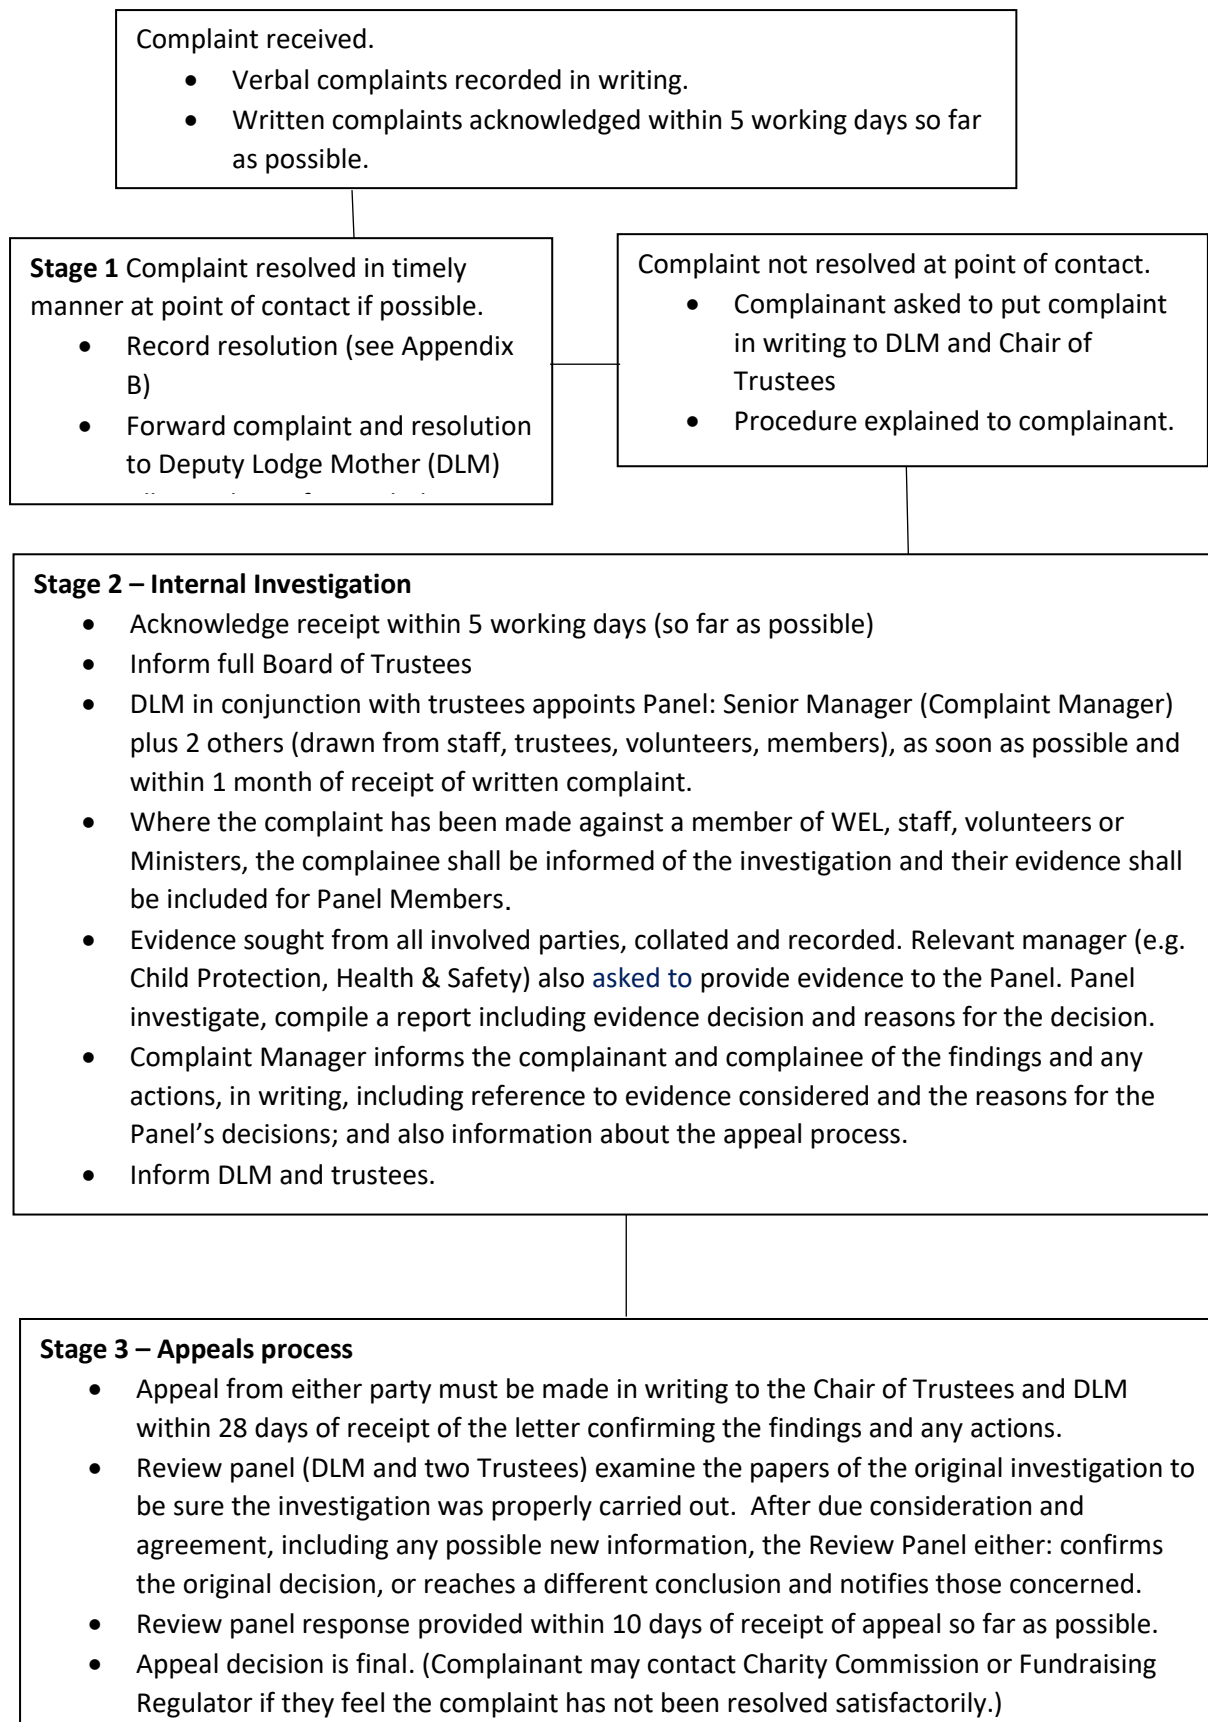 Complaint received.
• Verbal complaints recorded in writing.
• Written complaints acknowledged within 5 working days so far
as possible.
Stage 1 Complaint resolved in timely
manner at point of contact if possible.
• Record resolution (see Appendix
B)
• Forward complaint and resolution
to Deputy Lodge Mother (DLM)
Complaint not resolved at point of contact.
• Complainant asked to put complaint
in writing to DLM and Chair of
Trustees
• Procedure explained to complainant.
Stage 2 – Internal Investigation
• Acknowledge receipt within 5 working days (so far as possible)
• Inform full Board of Trustees
• DLM in conjunction with trustees appoints Panel: Senior Manager (Complaint Manager)
plus 2 others (drawn from staff, trustees, volunteers, members), as soon as possible and
within 1 month of receipt of written complaint.
• Where the complaint has been made against a member of WEL, staff, volunteers or
Ministers, the complainee shall be informed of the investigation and their evidence shall
be included for Panel Members.
• Evidence sought from all involved parties, collated and recorded. Relevant manager (e.g.
Child Protection, Health & Safety) also asked to provide evidence to the Panel. Panel
investigate, compile a report including evidence decision and reasons for the decision.
• Complaint Manager informs the complainant and complainee of the findings and any
actions, in writing, including reference to evidence considered and the reasons for the
Panel’s decisions; and also information about the appeal process.
• Inform DLM and trustees.
Stage 3 – Appeals process
• Appeal from either party must be made in writing to the Chair of Trustees and DLM
within 28 days of receipt of the letter confirming the findings and any actions.
• Review panel (DLM and two Trustees) examine the papers of the original investigation to
be sure the investigation was properly carried out.  After due consideration and
agreement, including any possible new information, the Review Panel either: confirms
the original decision, or reaches a different conclusion and notifies those concerned.
• Review panel response provided within 10 days of receipt of appeal so far as possible.
• Appeal decision is final. (Complainant may contact Charity Commission or Fundraising
Regulator if they feel the complaint has not been resolved satisfactorily.)